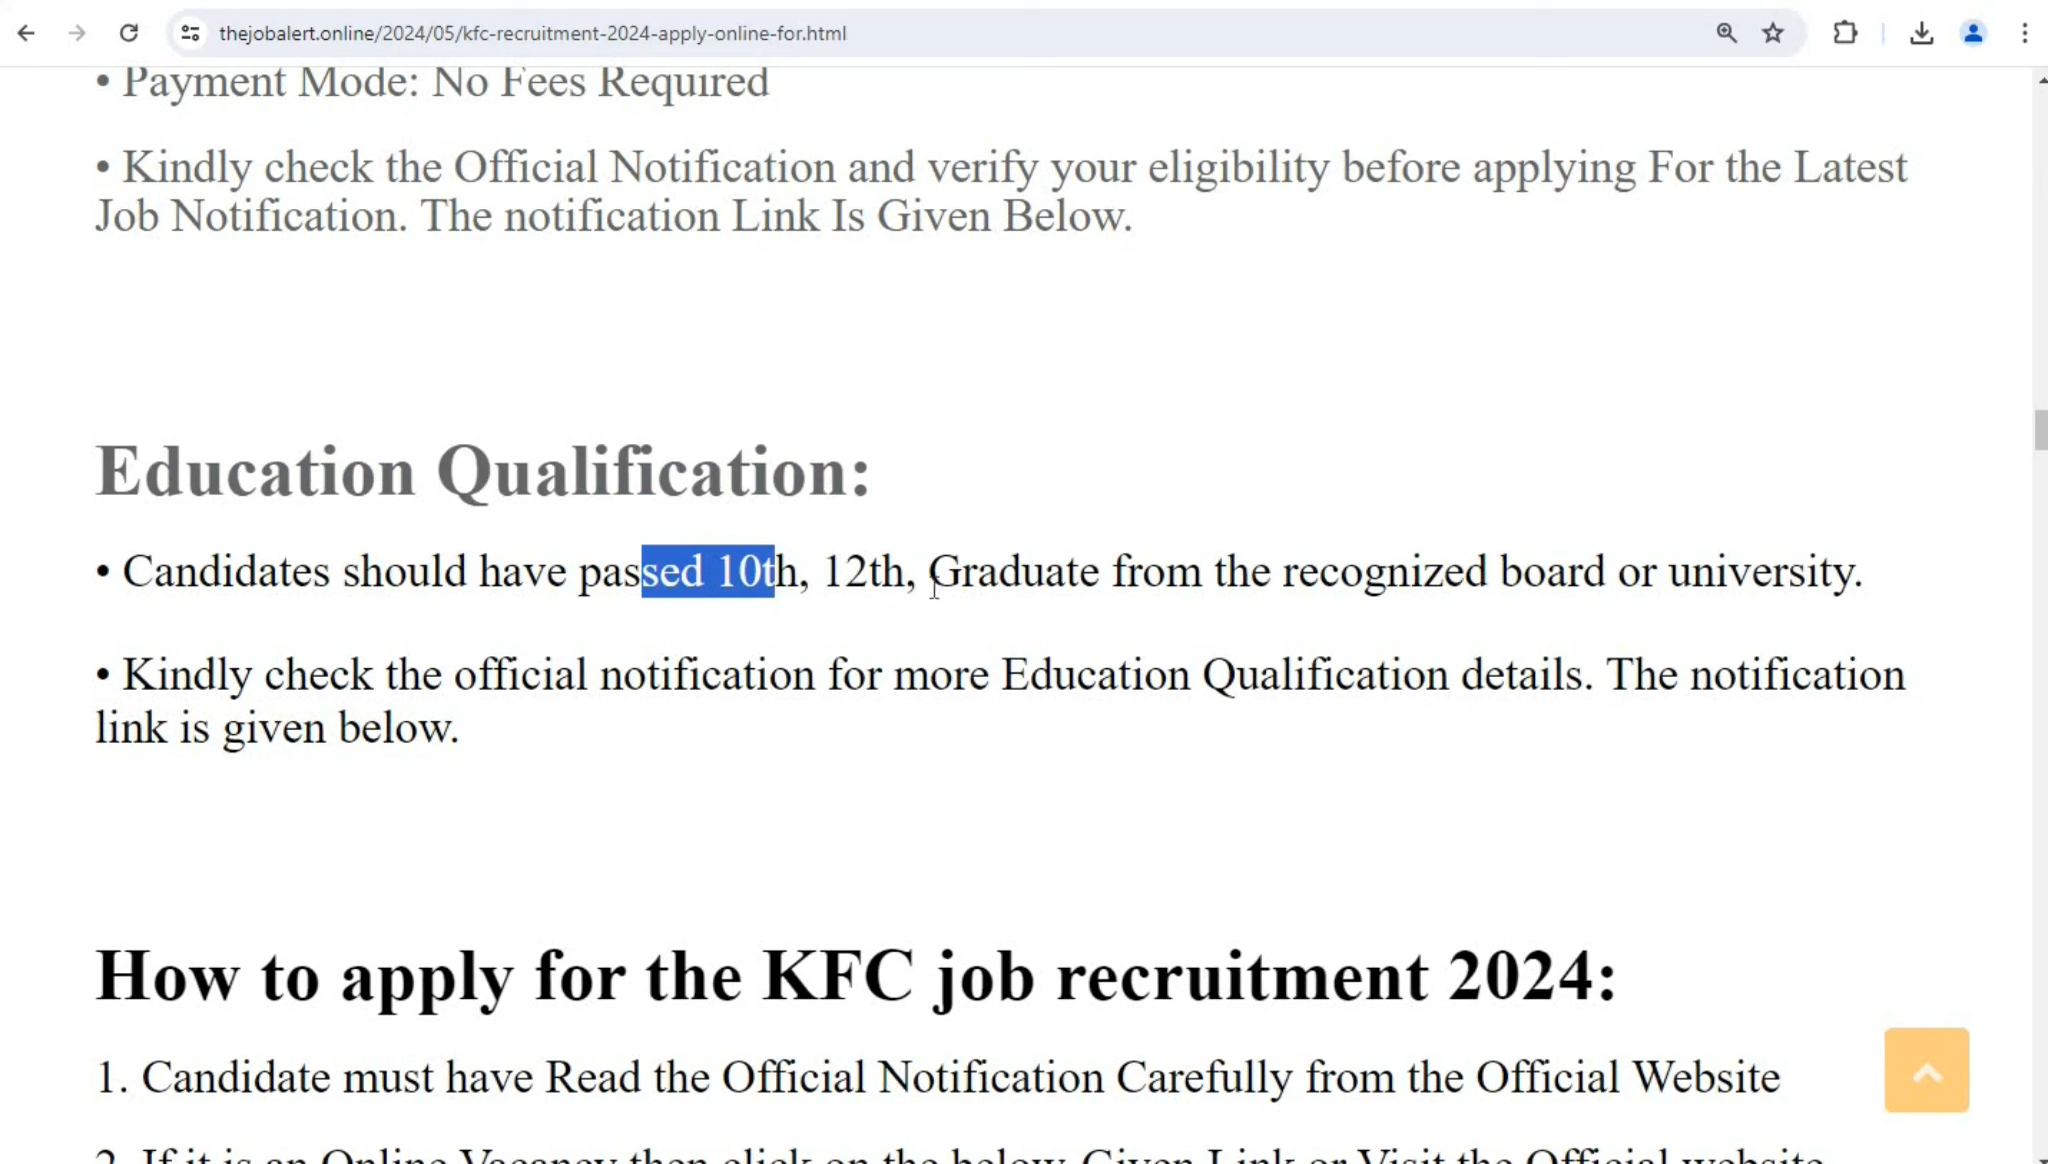 thejobalert.online/2024/05/kfc-recruitment-2024-apply-online-for.html
• Payment Mode: No Fees Required
• Kindly check the Official Notification and verify your eligibility before applying For the Latest
Job Notification. The notification Link Is Given Below.
Education Qualification:
• Candidates should have passed 10th, 12th, Graduate from the recognized board or university.
• Kindly check the official notification for more Education Qualification details. The notification
link is given below.
How to apply for the KFC job recruitment 2024:
1. Candidate must have Read the Official Notification Carefully from the Official Website
2. If it is an Online Vacancy then click on the below Given Link or Visit the Official website